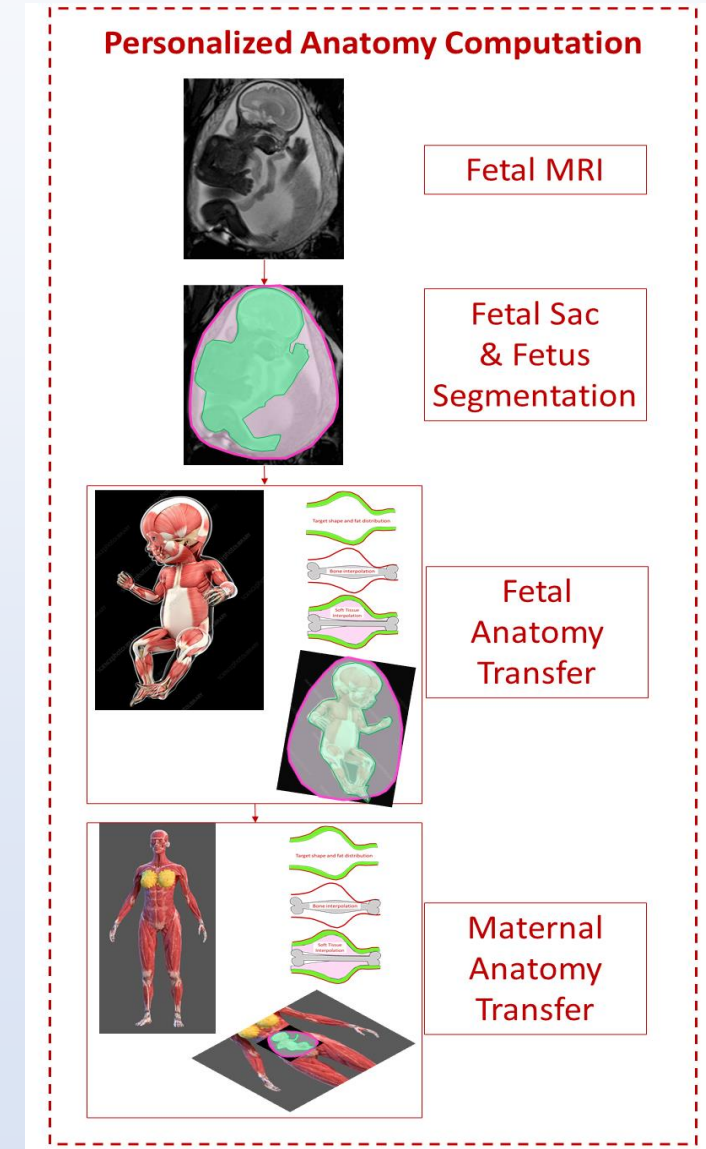 Personalized Anatomy Computation
Fetal MRI
Fetal Sac
& Fetus
Segmentation
Target shape and fat distribution
Bone interpolation
Soft Tissue
interpolation
Fetal
Anatomy
Transfer
Target shape and fat distribution
Bone interpolation
Soft Tissue
interpolation
Maternal
Anatomy
Transfer